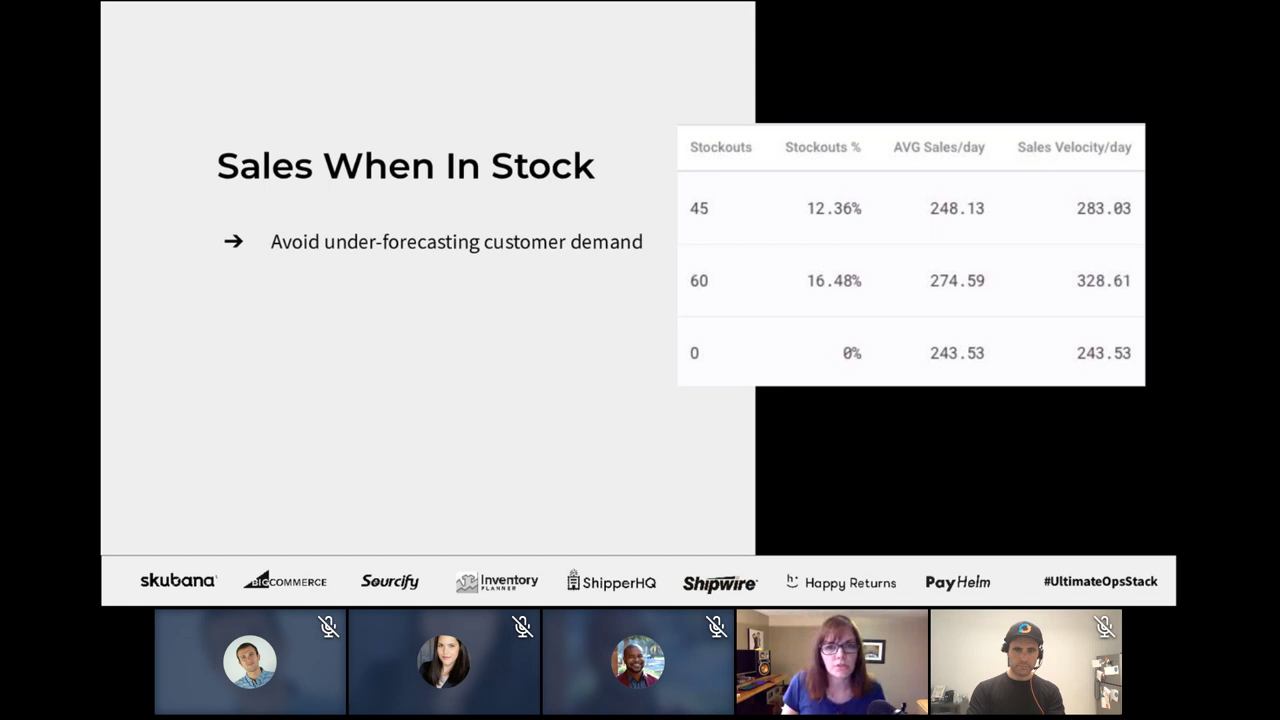 Sales When In Stock
➔ Avoid under-forecasting customer demand
Stockouts Stockouts % AVG Sales/day Sales Velocity/day
45 12.36% 248.13 283.03
60 16.48% 274.59 328.61
0 0% 243.53 243.53
skubana BIGCOMMERCE Sourcify Inventory PLANNER ShipperHQ Shipwire Happy Returns PayHelm #UltimateOpsStack